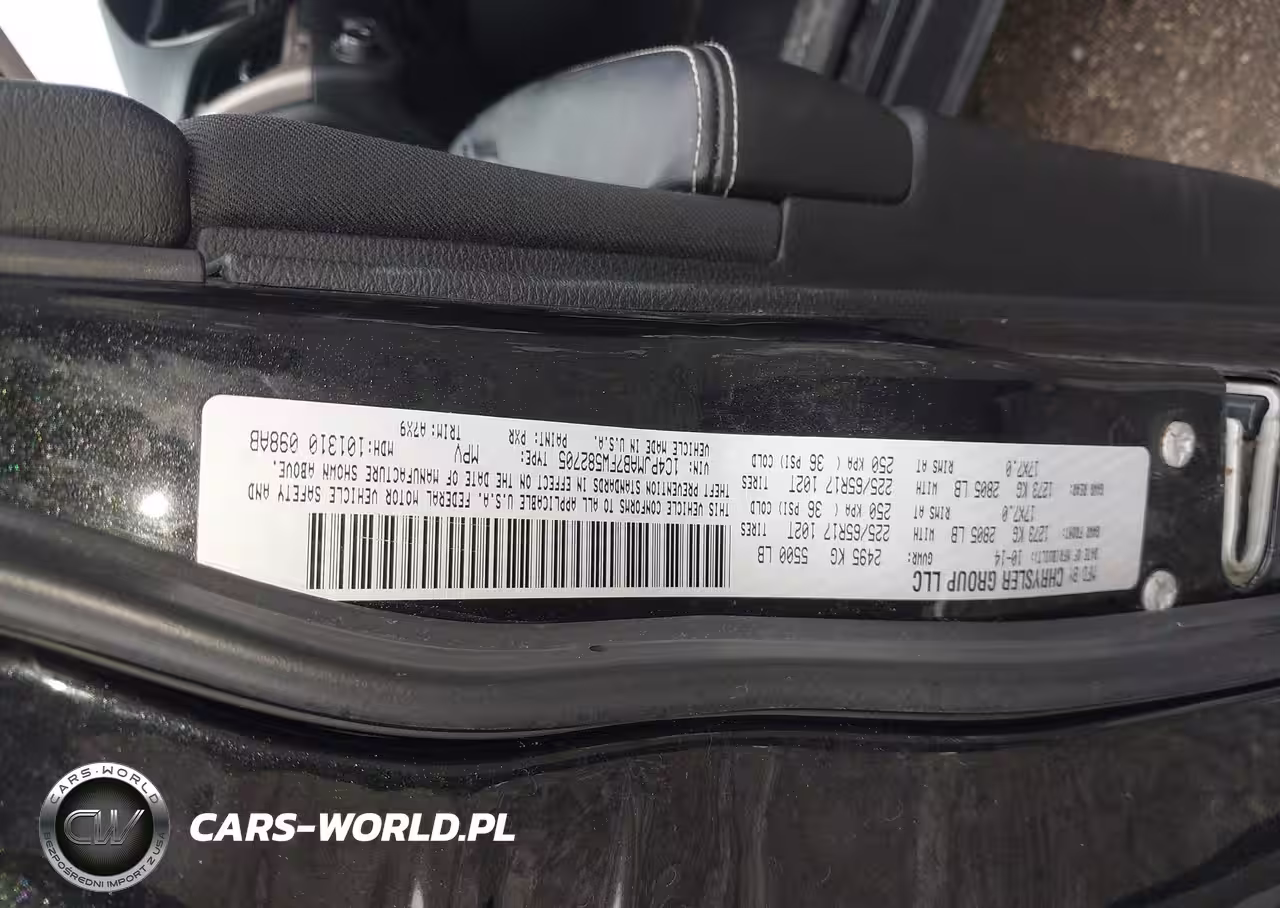 MFD BY CHRYSLER GROUP LLC
DATE OF MFR(BUILT): 10-14
GVWR:
2495 KG 5500 LB
GAWR FRONT:
1273 KG 2805 LB WITH 225/65R17 102T TIRES
17X7.0 RIMS AT 250 KPA ( 36 PSI) COLD
GAWR REAR:
1273 KG 2805 LB WITH 225/65R17 102T TIRES
17X7.0 RIMS AT 250 KPA ( 36 PSI) COLD
THIS VEHICLE CONFORMS TO ALL APPLICABLE U.S.A. FEDERAL MOTOR VEHICLE SAFETY AND
THEFT PREVENTION STANDARDS IN EFFECT ON THE DATE OF MANUFACTURE SHOWN ABOVE.
VIN: 1C4PJMAB7FW582705 TYPE: MPV MDH:101310 098AB
VEHICLE MADE IN U.S.A. PAINT: PXR TRIM: A7X9
CARS-WORLD
CW
BEZPOŚREDNI IMPORT Z USA
CARS-WORLD.PL